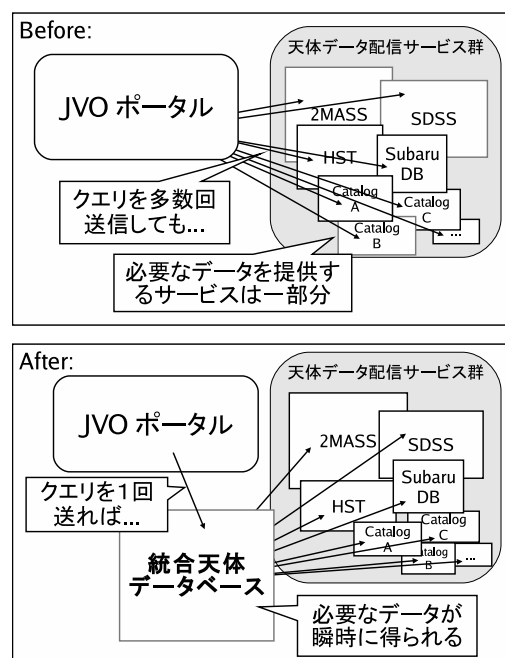 Before:
天体データ配信サービス群
JVO ポータル
2MASS
SDSS
HST
Subaru
DB
Catalog
A
Catalog
C
Catalog
B
...
クエリを多数回
送信しても...
必要なデータを提供す
るサービスは一部分
After:
天体データ配信サービス群
JVO ポータル
2MASS
SDSS
Subaru
DB
HST
Catalog
C
Catalog
A
Catalog
B
...
クエリを１回
送れば...
統合天体
データベース
必要なデータが
瞬時に得られる